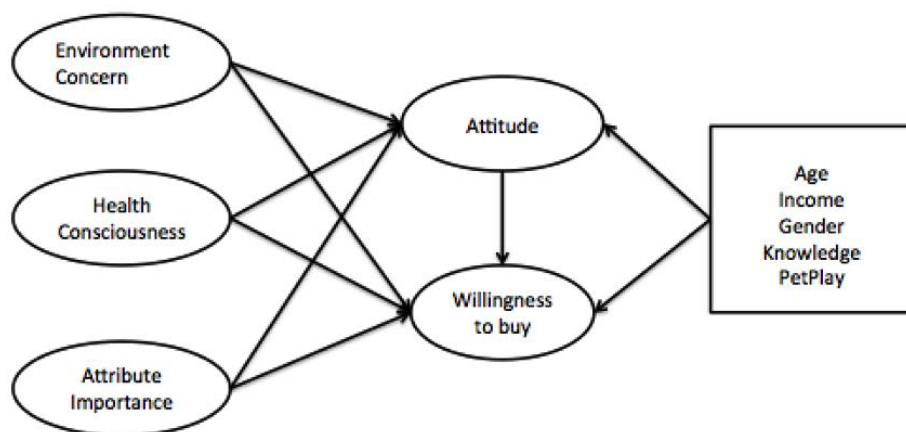 Environment
Concern
Attitude
Health
Consciousness
Willingness
to buy
Attribute
Importance
Age
Income
Gender
Knowledge
PetPlay